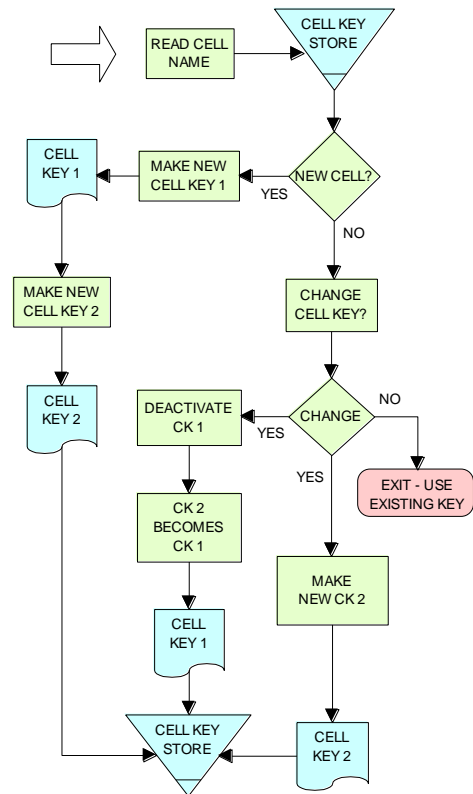 CELL KEY
STORE
READ CELL
NAME
CELL
KEY 1
MAKE NEW
CELL KEY 1
YES
NEW CELL?
NO
MAKE NEW
CELL KEY 2
CHANGE
CELL KEY?
CELL
KEY 2
DEACTIVATE
CK 1
YES
CHANGE
NO
YES
EXIT - USE
EXISTING KEY
CK 2
BECOMES
CK 1
MAKE
NEW CK 2
CELL
KEY 1
CELL KEY
STORE
CELL
KEY 2